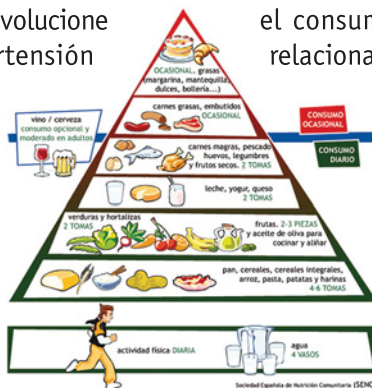 volucione
el consum
rtensión
relaciona
OCASIONAL. grasas
(margarina, mantequilla,
dulces, bollería...)
carnes grasas, embutidos
OCASIONAL
CONSUMO
OCASIONAL
vino / cerveza
consumo opcional y
moderado en adultos
CONSUMO
DIARIO
carnes magras, pescado
huevos, legumbres
y frutos secos. 2 TOMAS
leche, yogur, queso
2 TOMAS
verduras y hortalizas
2 TOMAS
frutas. 2-3 PIEZAS
y aceite de oliva para
cocinar y aliñar
pan, cereales, cereales integrales,
arroz, pasta, patatas y harinas
4-6 TOMAS
actividad física DIARIA
agua
4 VASOS
Sociedad Española de Nutrición Comunitaria (SENC